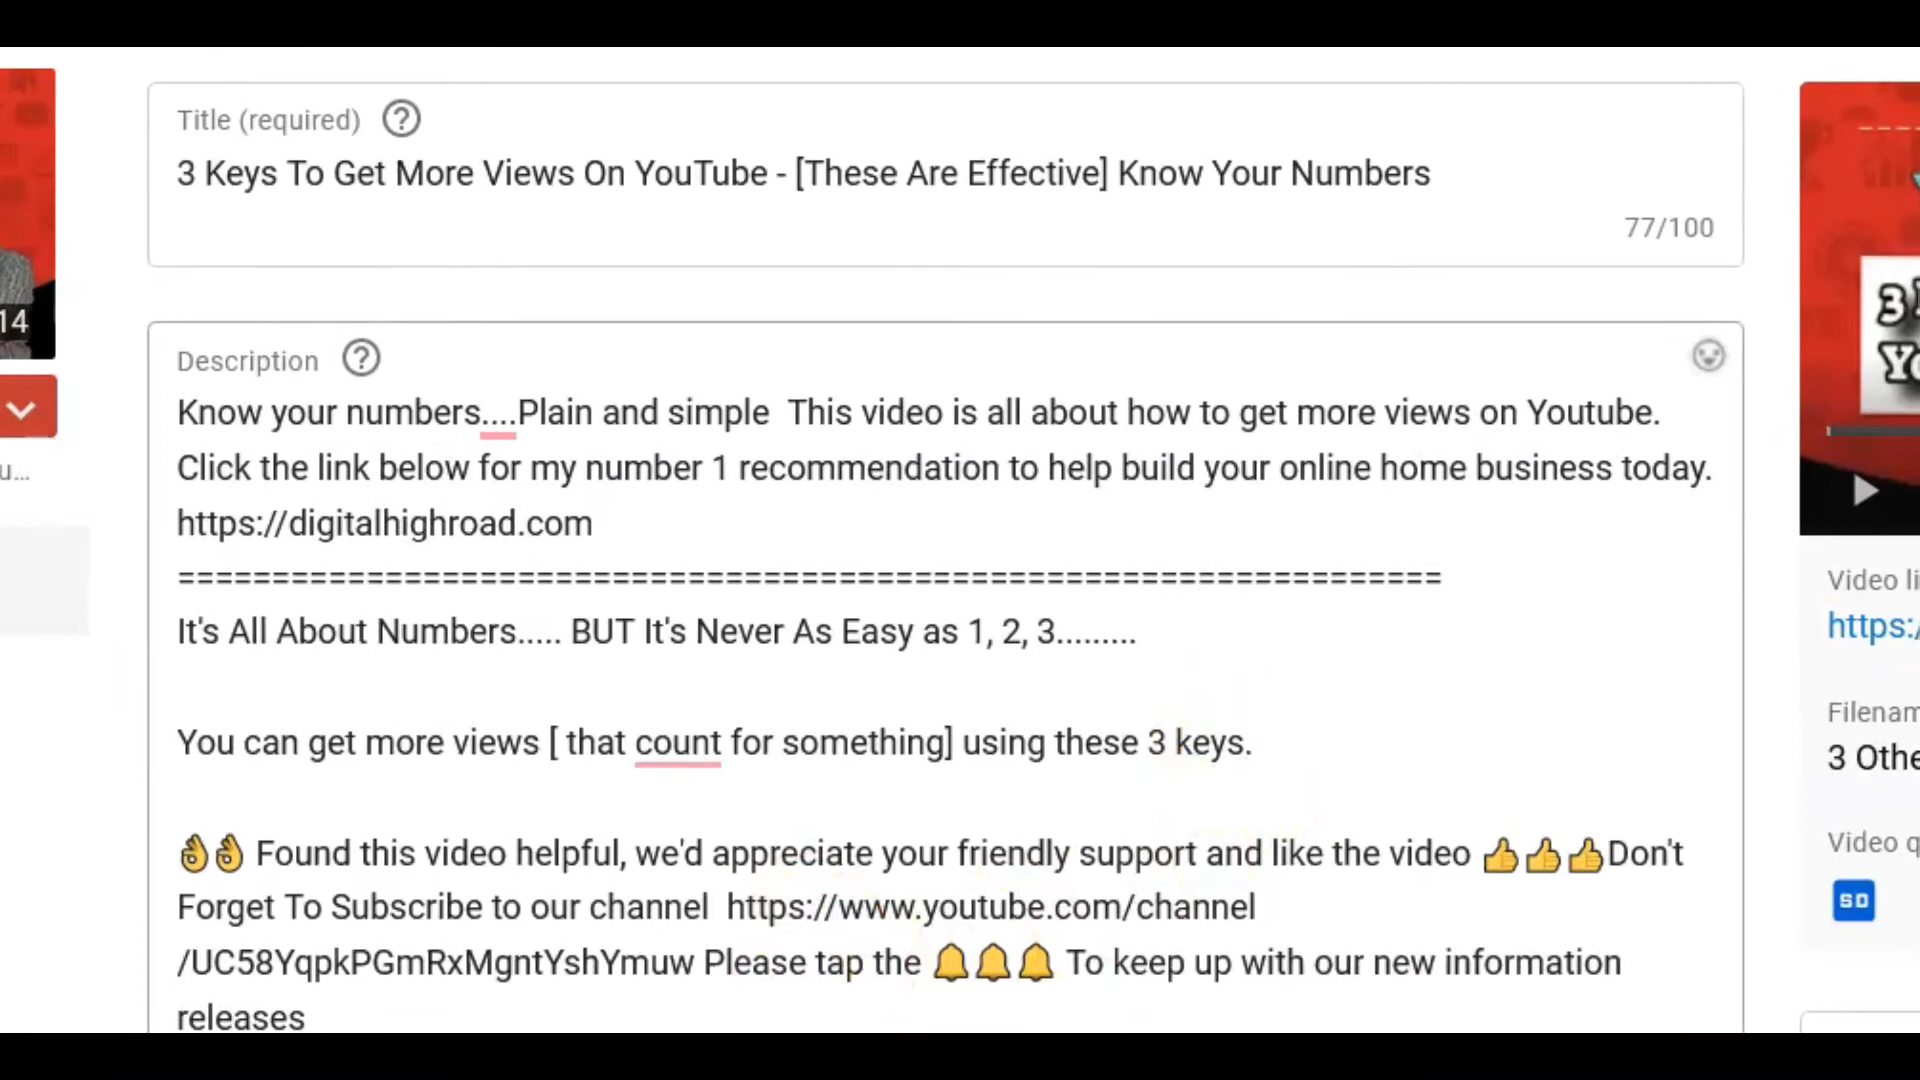 Title (required)
3 Keys To Get More Views On YouTube - [These Are Effective] Know Your Numbers
77/100
Description
Know your numbers....Plain and simple  This video is all about how to get more views on Youtube.
Click the link below for my number 1 recommendation to help build your online home business today.
https://digitalhighroad.com
===================================================================
It's All About Numbers..... BUT It's Never As Easy as 1, 2, 3.........
You can get more views [ that count for something] using these 3 keys.
👌👌 Found this video helpful, we'd appreciate your friendly support and like the video 👍👍👍Don't
Forget To Subscribe to our channel  https://www.youtube.com/channel
/UC58YqpkPGmRxMgntYshYmuw Please tap the 🔔🔔🔔 To keep up with our new information
releases
14
u...
3
Video li
https:/
Filenam
3 Othe
Video q
SD